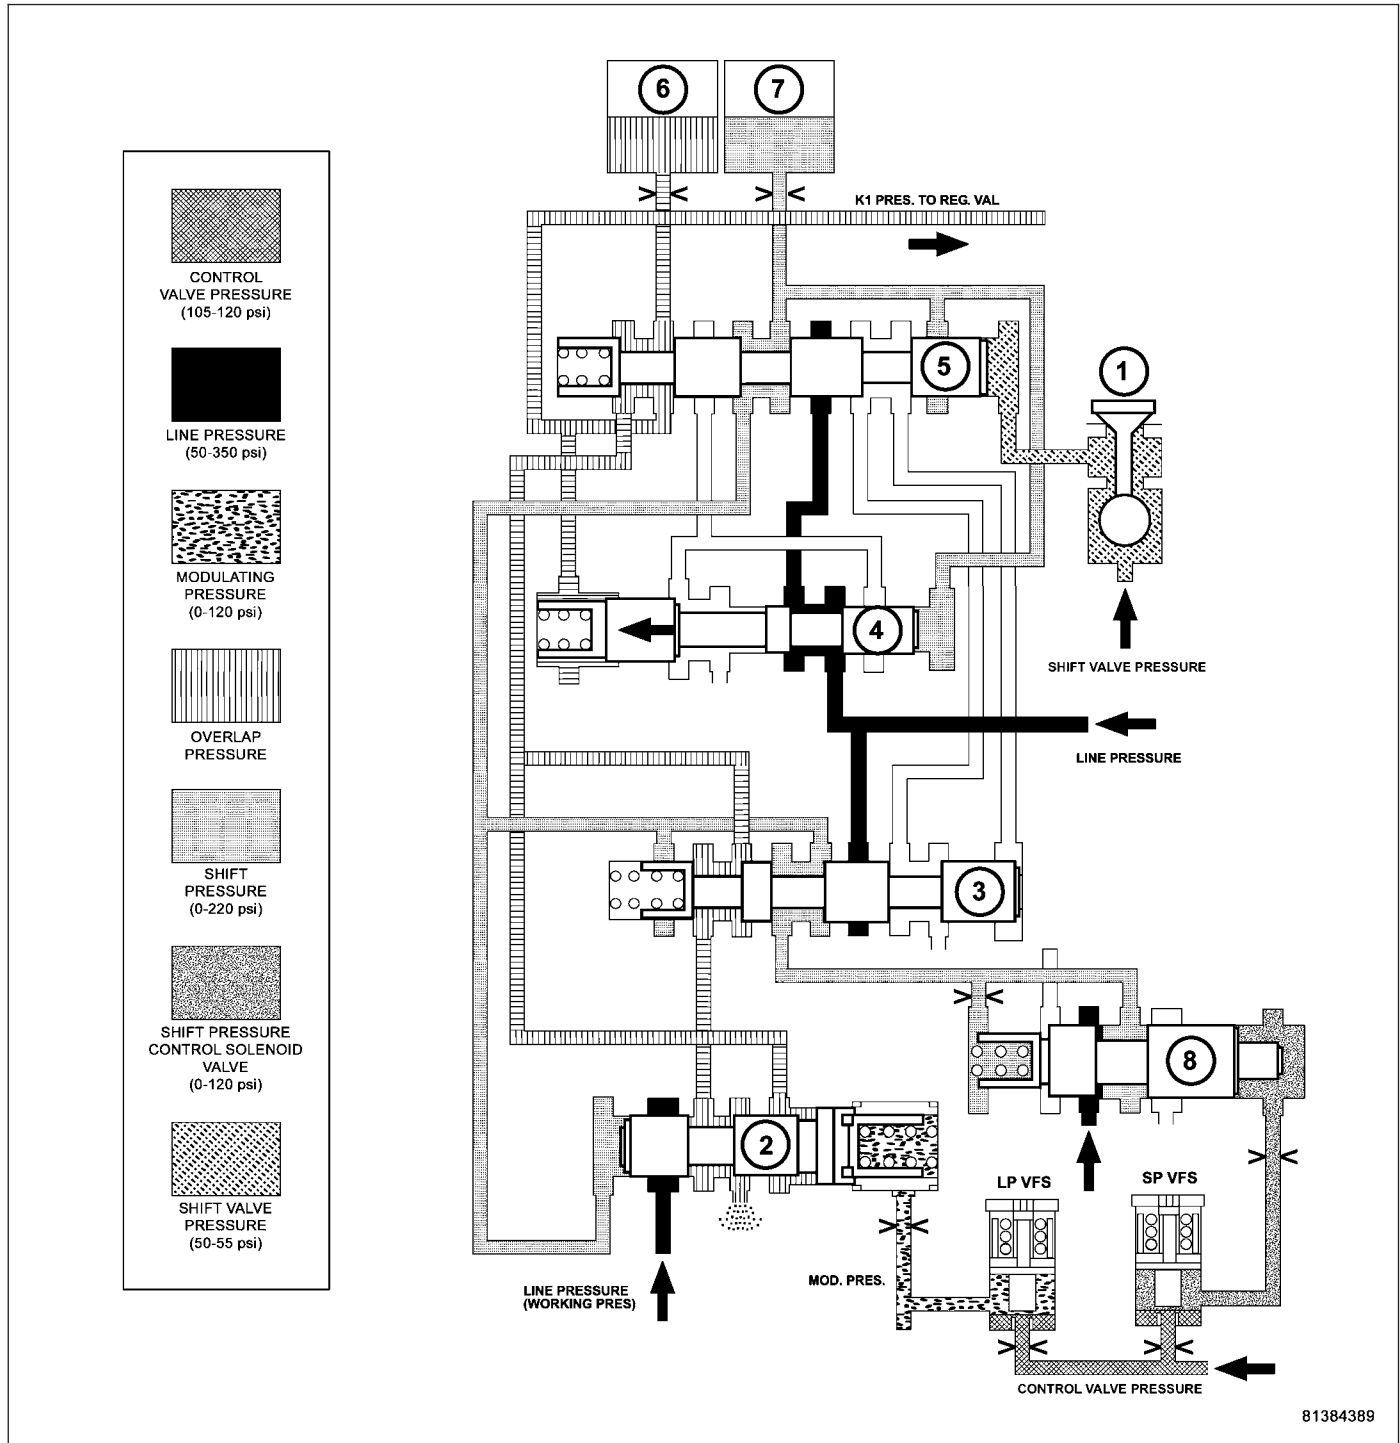 6
7
K1 PRES. TO REG. VAL
CONTROL
VALVE PRESSURE
(105-120 psi)
5
1
LINE PRESSURE
(50-350 psi)
MODULATING
PRESSURE
(0-120 psi)
4
SHIFT VALVE PRESSURE
OVERLAP
PRESSURE
LINE PRESSURE
SHIFT
PRESSURE
(0-220 psi)
3
SHIFT PRESSURE
CONTROL SOLENOID
VALVE
(0-120 psi)
8
2
SHIFT VALVE
PRESSURE
(50-55 psi)
LP VFS
SP VFS
MOD. PRES.
LINE PRESSURE
(WORKING PRES)
CONTROL VALVE PRESSURE
81384389